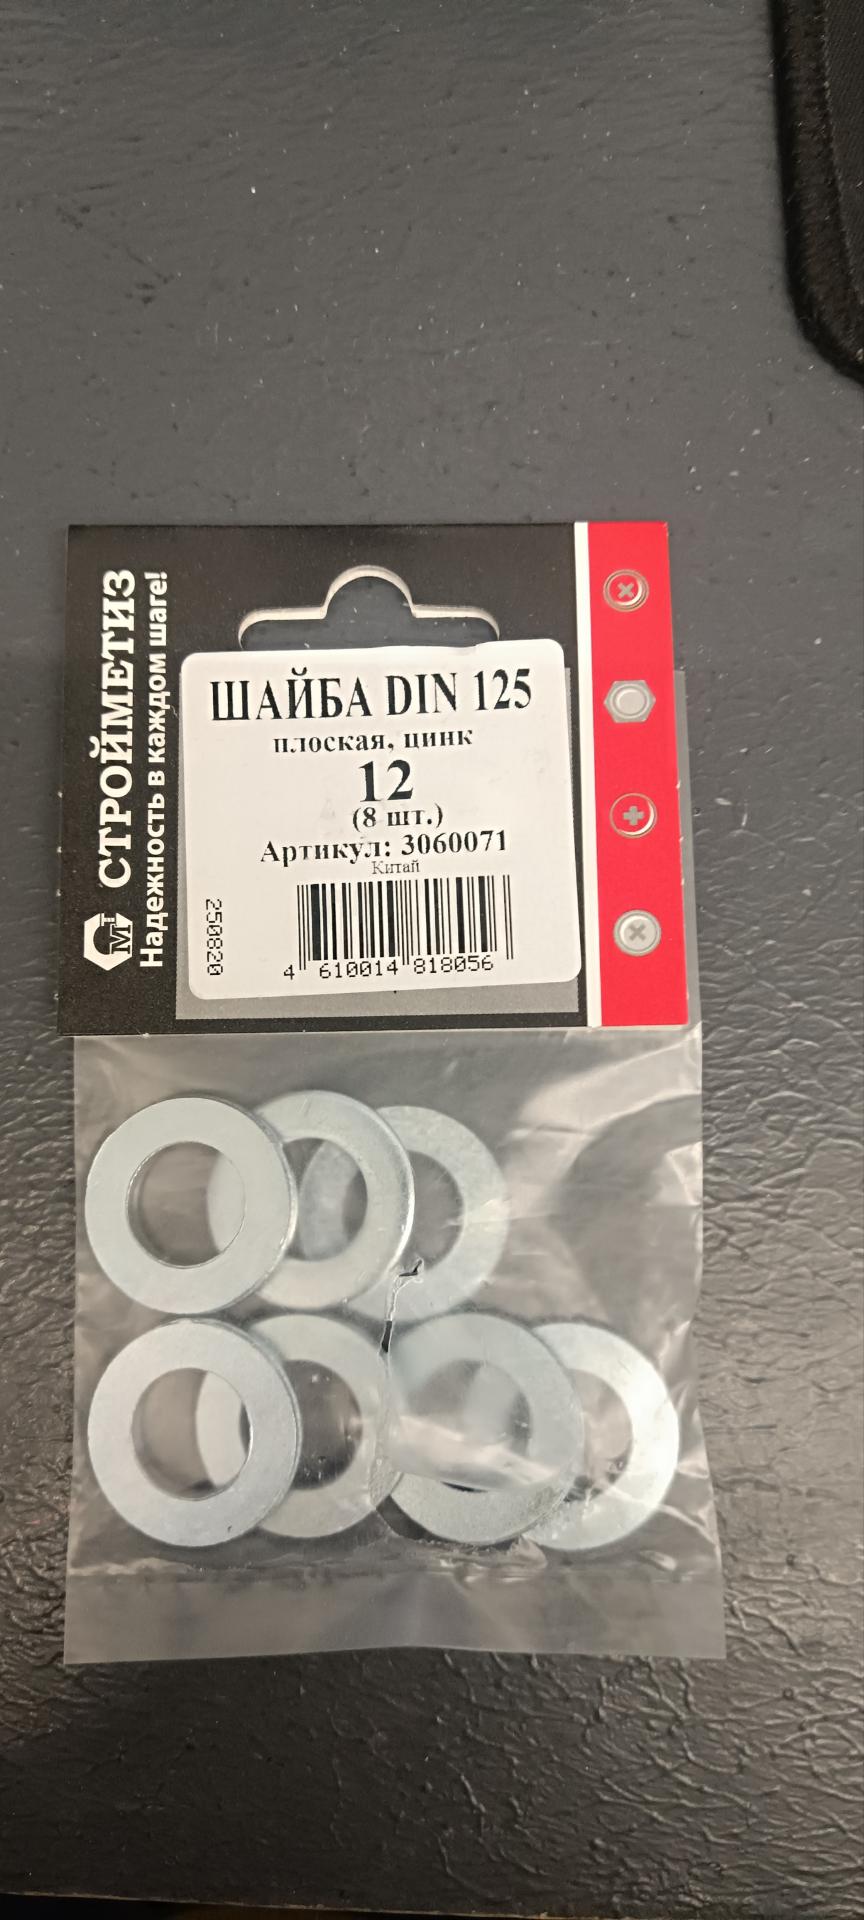 СТРОЙМЕТИЗ
Надежность в каждом шаге!
ШАЙБА DIN 125
плоская, цинк
12
(8 шт.)
Артикул: 3060071
Китай
250820
4 610014 818056